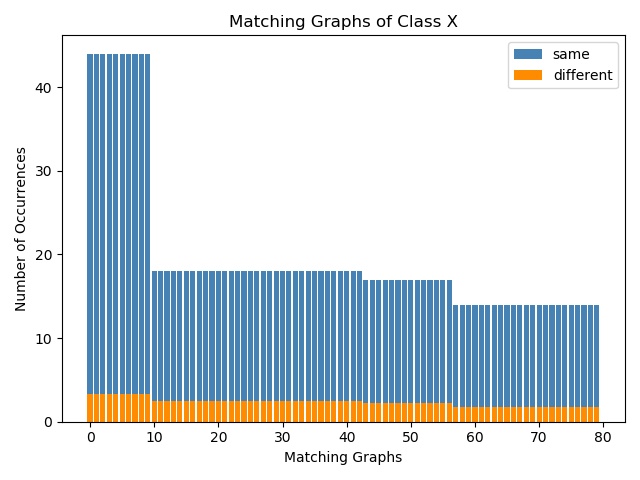 Matching Graphs of Class X
same
different
Number of Occurrences
40
30
20
10
0
0 10 20 30 40 50 60 70 80
Matching Graphs